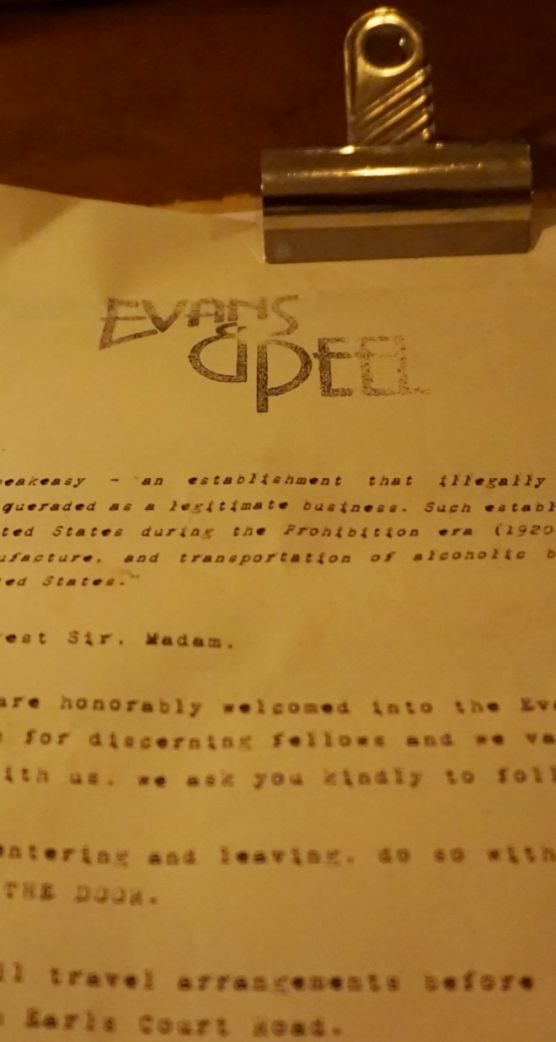 EVANS
& PEEL
eakeasy - "an establishment that illegally
queraded as a legitimate business. Such establ
ted States during the Prohibition era (1920
ufacture, and transportation of alcoholic b
ed States."
est Sir, Madam,
are honorably welcomed into the Eva
for discerning fellows and we va
ith us, we ask you kindly to foll
entering and leaving, do so with
THE DOOR.
ll travel arrangements before
Earls Court Road.